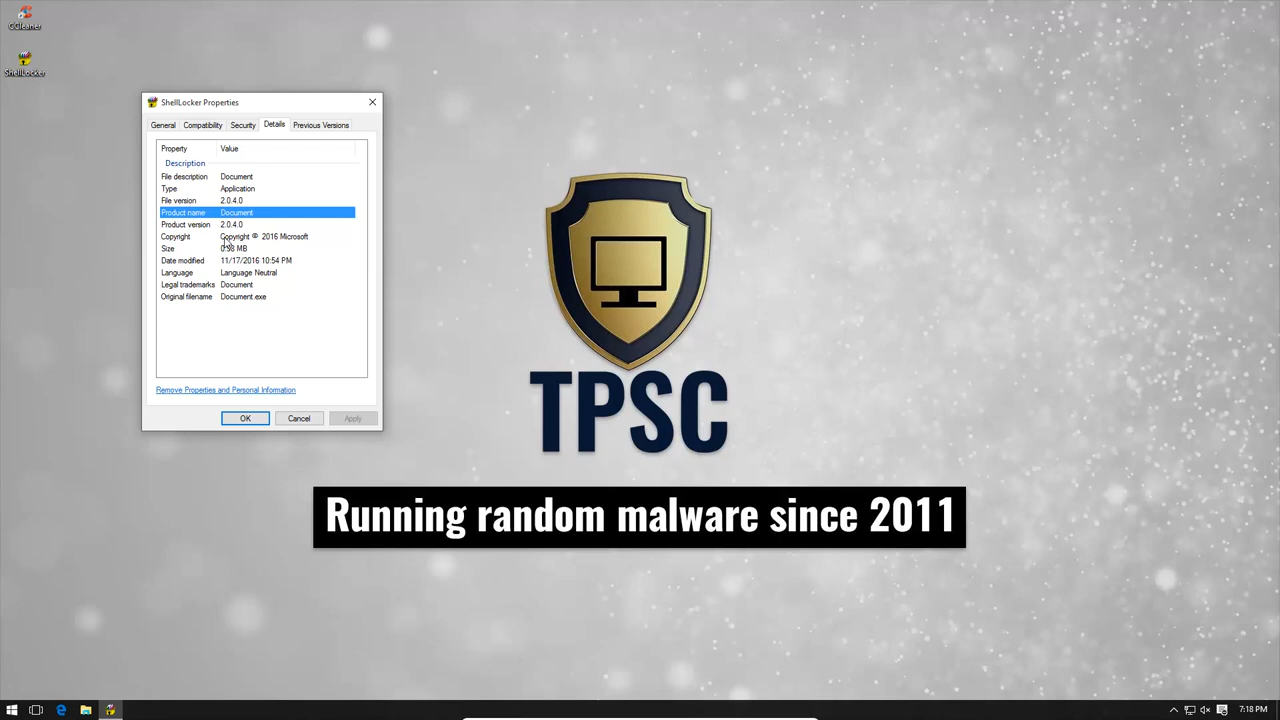 CCleaner
ShellLocker
ShellLocker Properties
General Compatibility Security Details Previous Versions
Property Value
Description
File description Document
Type Application
File version 2.0.4.0
Product name Document
Product version 2.0.4.0
Copyright Copyright © 2016 Microsoft
Size 0.98 MB
Date modified 11/17/2016 10:54 PM
Language Language Neutral
Legal trademarks Document
Original filename Document.exe
Remove Properties and Personal Information
OK Cancel Apply
TPSC
Running random malware since 2011
7:18 PM